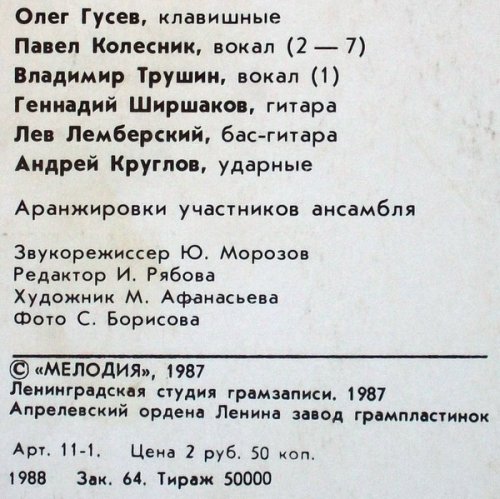 Олег Гусев, клавишные
Павел Колесник, вокал (2 — 7)
Владимир Трушин, вокал (1)
Геннадий Ширшаков, гитара
Лев Лемберский, бас-гитара
Андрей Круглов, ударные
Аранжировки участников ансамбля
Звукорежиссер Ю. Морозов
Редактор И. Рябова
Художник М. Афанасьева
Фото С. Борисова
© «МЕЛОДИЯ», 1987
Ленинградская студия грамзаписи. 1987
Апрелевский ордена Ленина завод грампластинок
Арт. 11-1. Цена 2 руб. 50 коп.
1988 Зак. 64. Тираж 50000